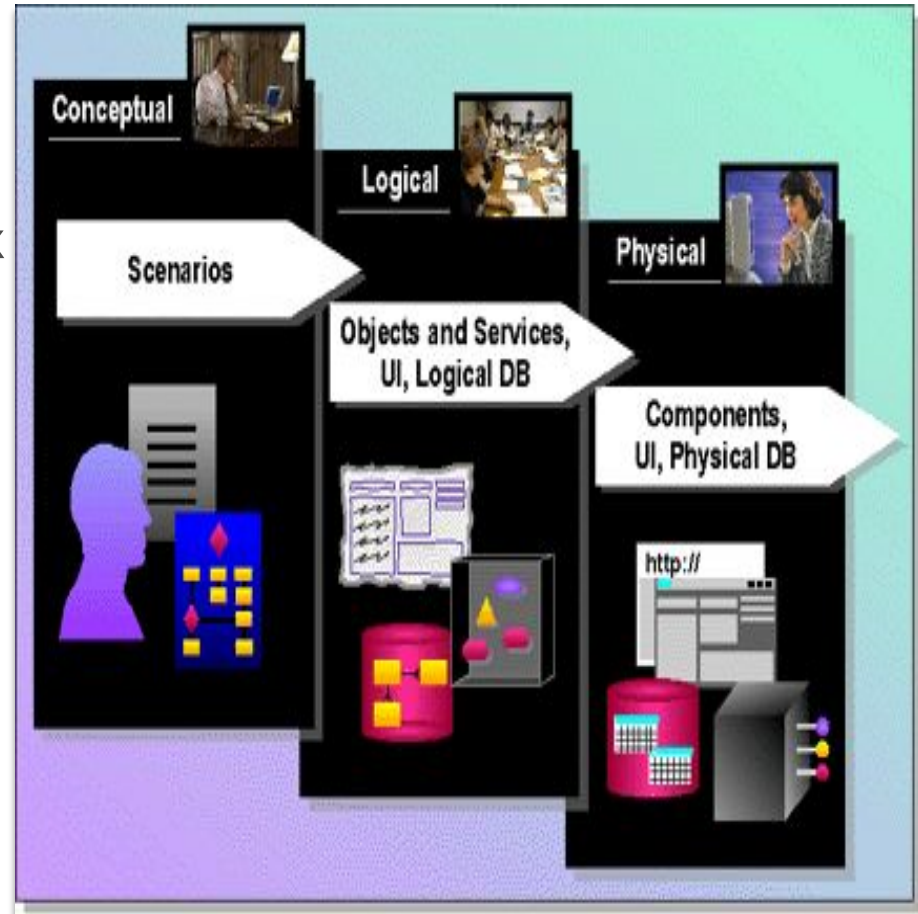 Conceptual
Scenarios
Logical
Objects and Services,
UI, Logical DB
Physical
Components,
UI, Physical DB
http://